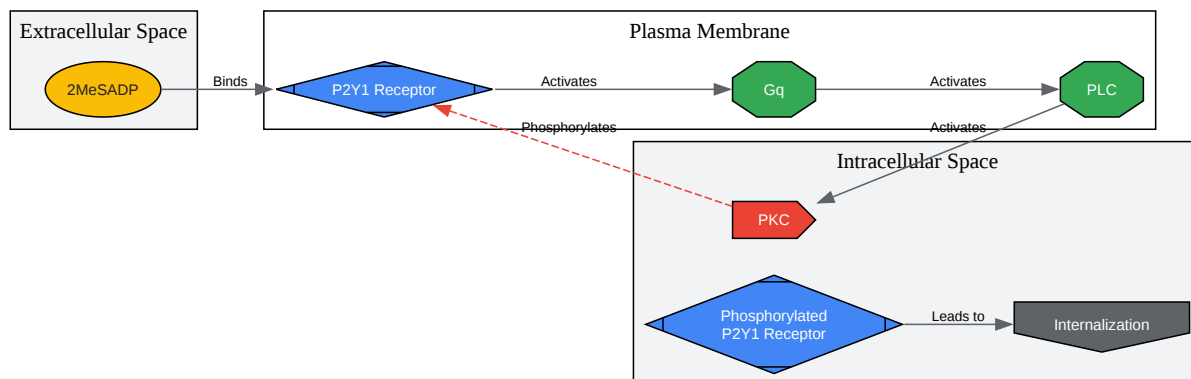 Extracellular Space
Plasma Membrane
2MeSADP
Binds
P2Y1 Receptor
Activates
Gq
Activates
PLC
Phosphorylates
Activates
Intracellular Space
PKC
Phosphorylated
P2Y1 Receptor
Leads to
Internalization